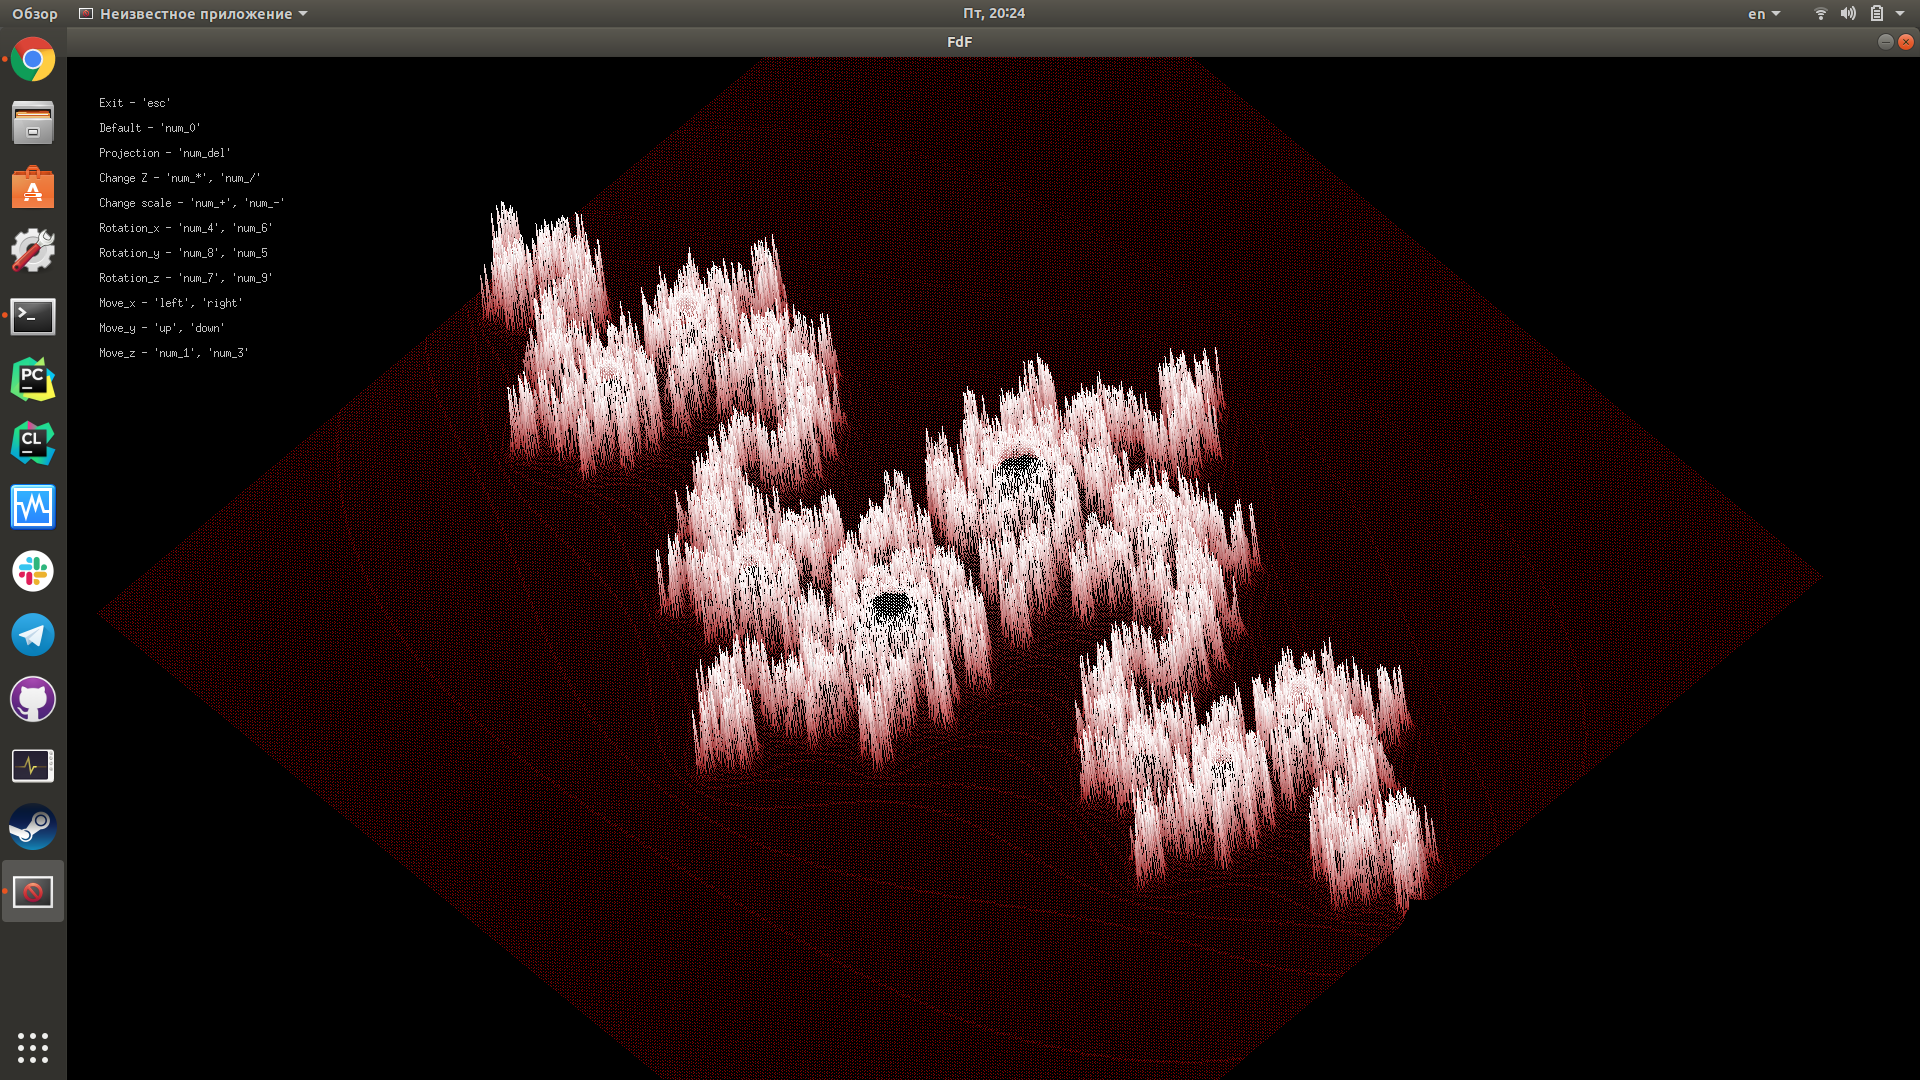 Обзор
Неизвестное приложение
Пт, 20:24
en
FdF
Exit - 'esc'
Default - 'num_0'
Projection - 'num_del'
Change Z - 'num_*', 'num_/'
Change scale - 'num_+', 'num_-'
Rotation_x - 'num_4', 'num_6'
Rotation_y - 'num_8', 'num_5
Rotation_z - 'num_7', 'num_9'
Move_x - 'left', 'right'
Move_y - 'up', 'down'
Move_z - 'num_1', 'num_3'
PC
CL